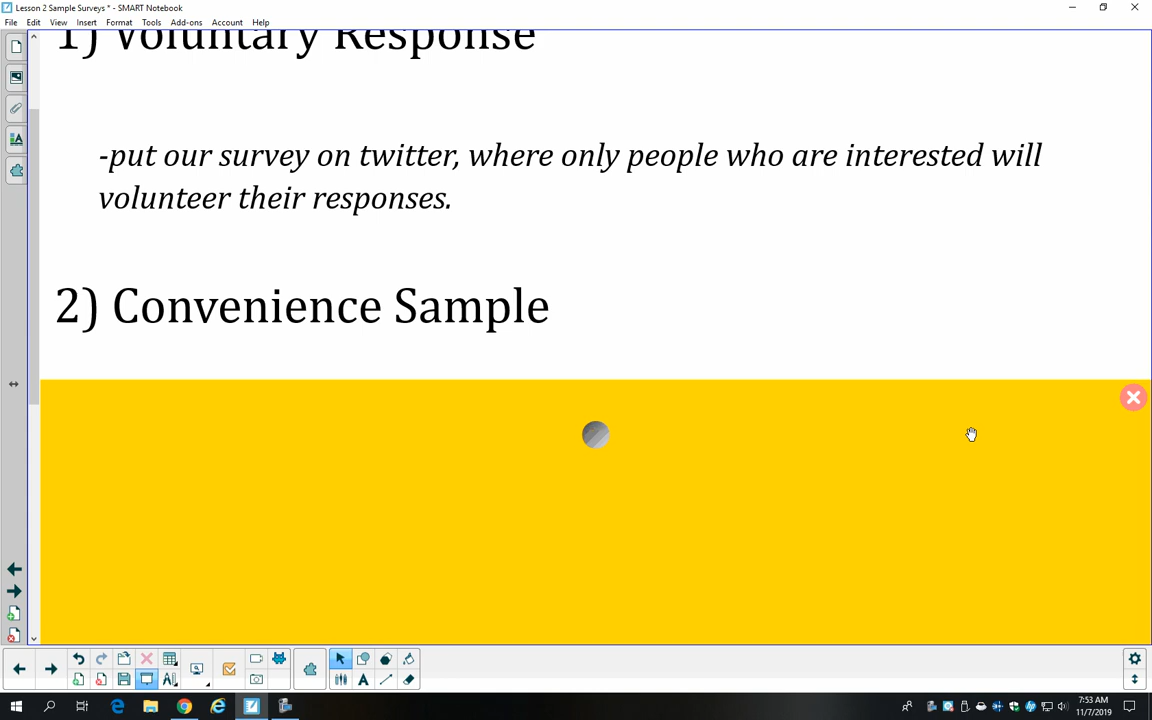 Lesson 2 Sample Surveys * - SMART Notebook
File Edit View Insert Format Tools Add-ons Account Help
1) Voluntary Response
-put our survey on twitter, where only people who are interested will
volunteer their responses.
2) Convenience Sample
7:53 AM
11/7/2019